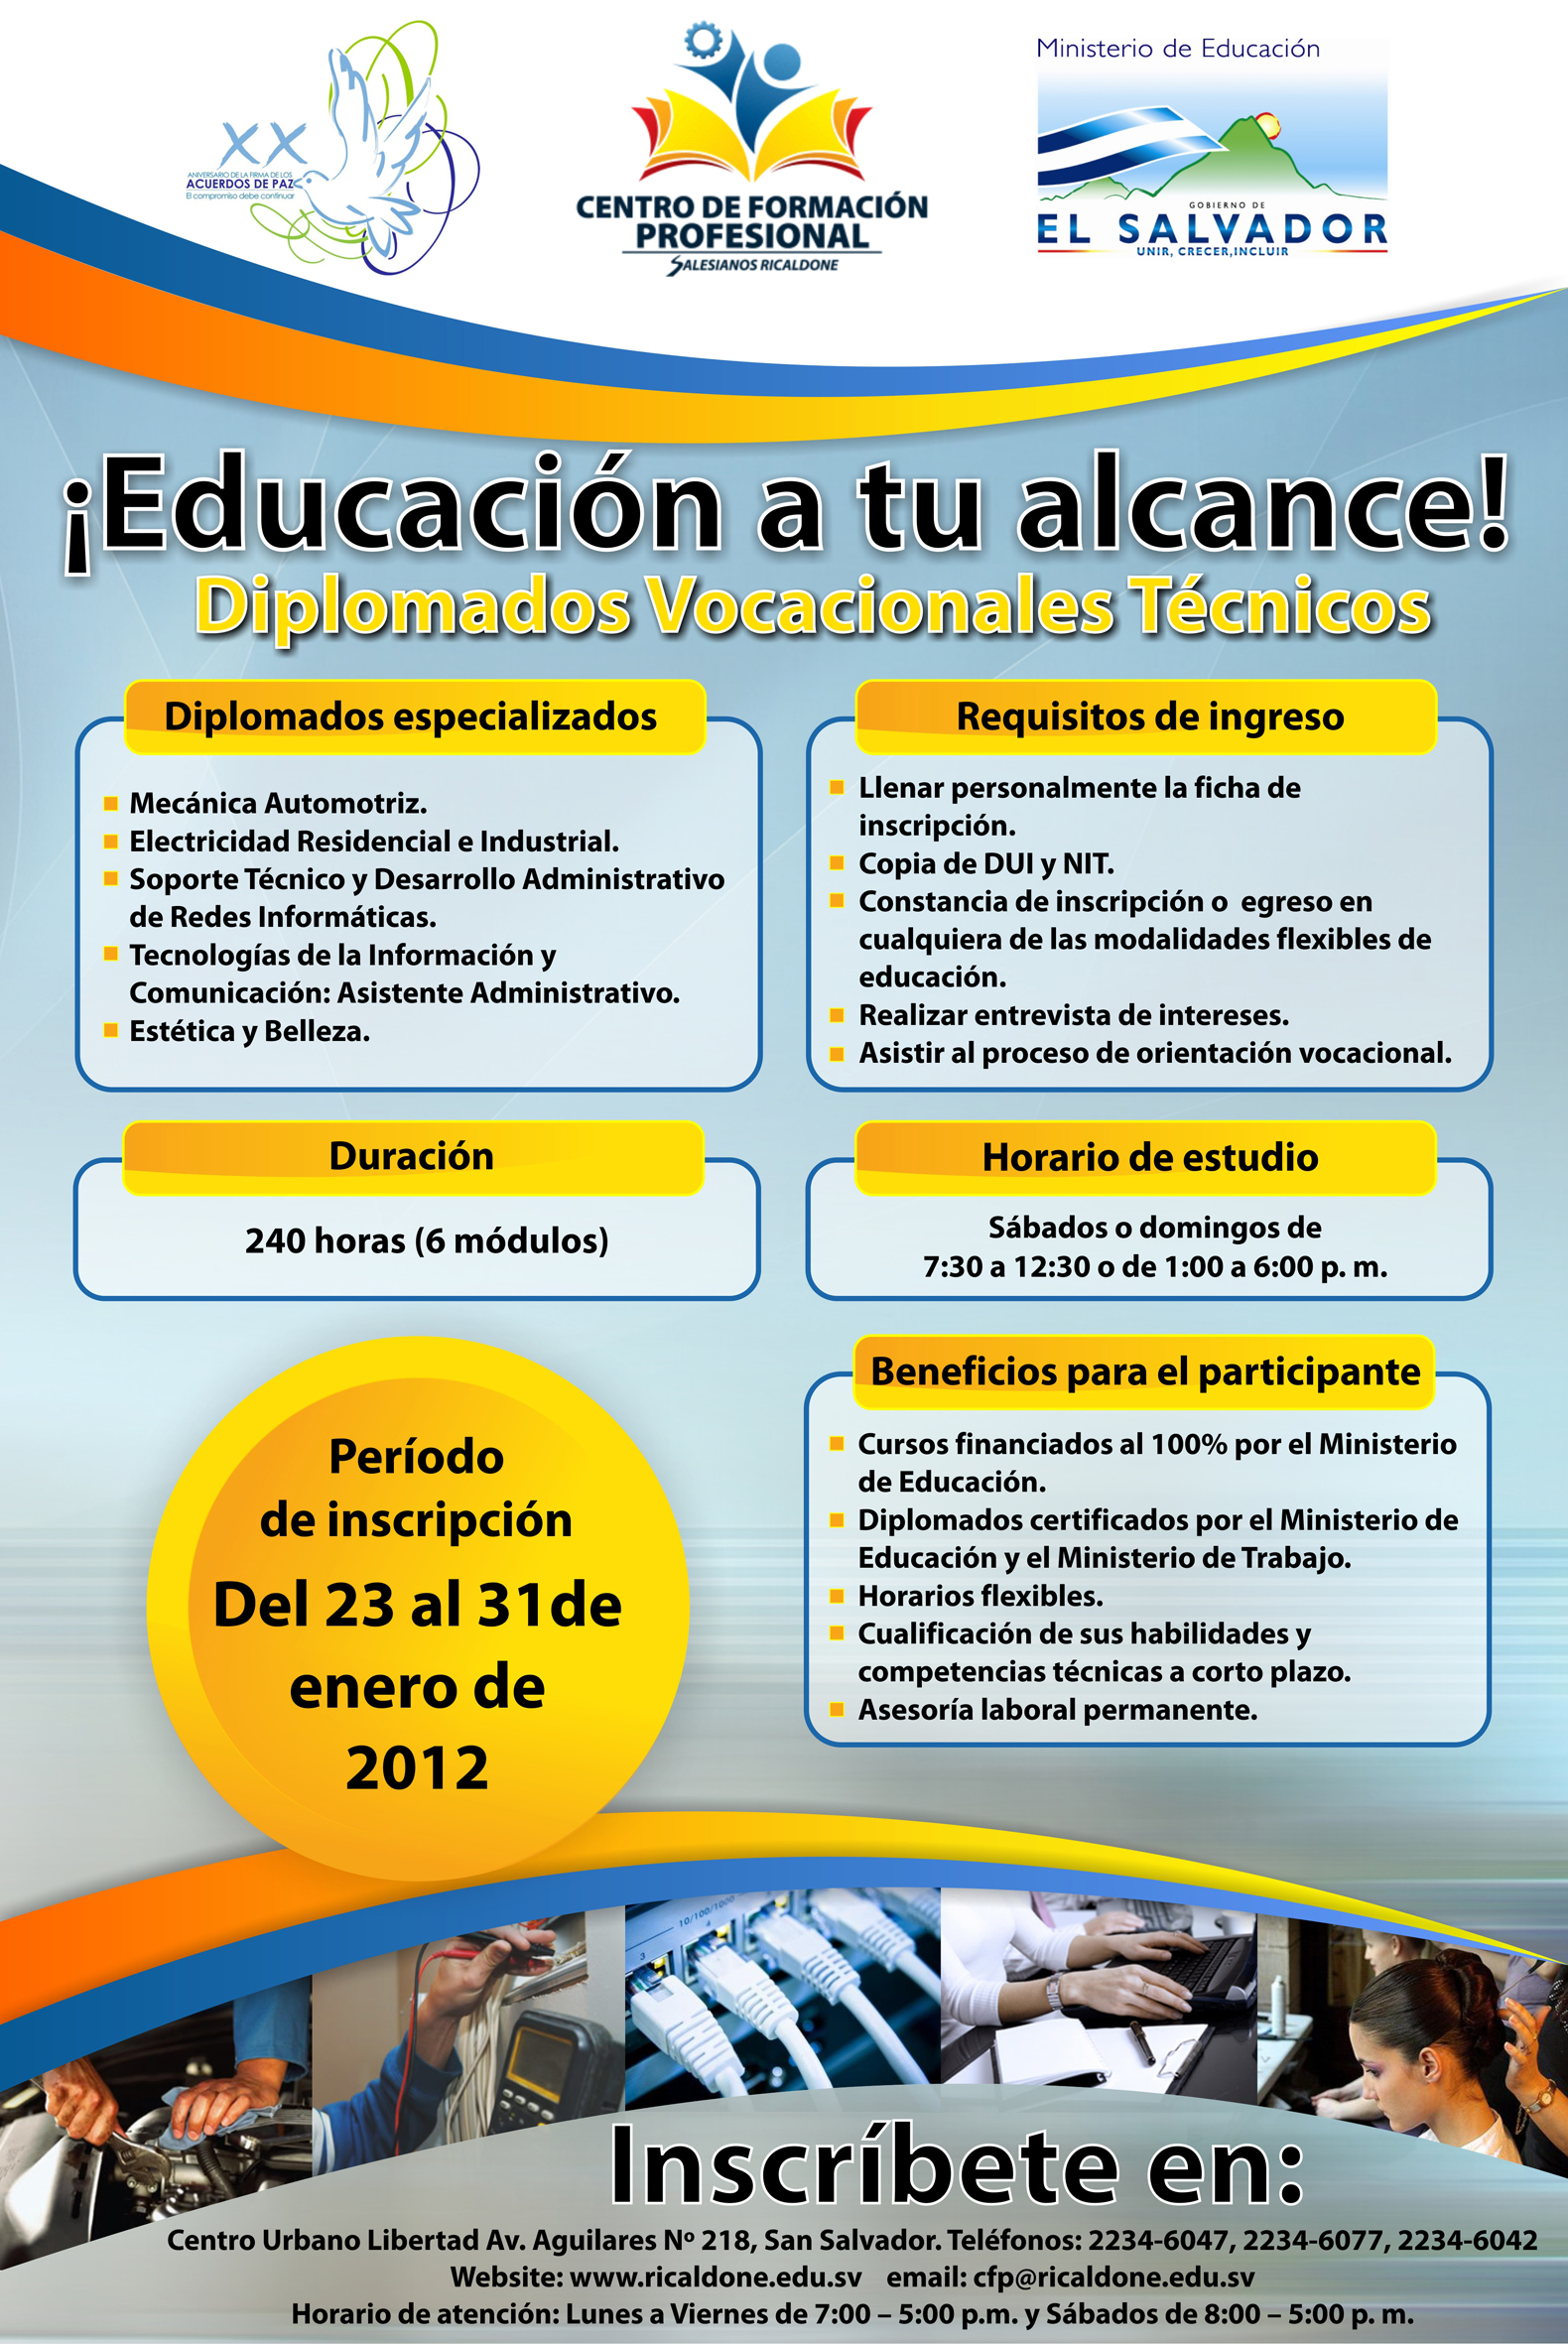 XX
ANIVERSARIO DE LA FIRMA DE LOS
ACUERDOS DE PAZ
El compromiso debe continuar
CENTRO DE FORMACIÓN
PROFESIONAL
SALESIANOS RICALDONE
Ministerio de Educación
GOBIERNO DE
EL SALVADOR
UNIR, CRECER,INCLUIR
¡Educación a tu alcance!
Diplomados Vocacionales Técnicos
Diplomados especializados
Mecánica Automotriz.
Electricidad Residencial e Industrial.
Soporte Técnico y Desarrollo Administrativo
de Redes Informáticas.
Tecnologías de la Información y
Comunicación: Asistente Administrativo.
Estética y Belleza.
Requisitos de ingreso
Llenar personalmente la ficha de
inscripción.
Copia de DUI y NIT.
Constancia de inscripción o  egreso en
cualquiera de las modalidades flexibles de
educación.
Realizar entrevista de intereses.
Asistir al proceso de orientación vocacional.
Duración
240 horas (6 módulos)
Horario de estudio
Sábados o domingos de
7:30 a 12:30 o de 1:00 a 6:00 p. m.
Período
de inscripción
Del 23 al 31de
enero de
2012
Beneficios para el participante
Cursos financiados al 100% por el Ministerio
de Educación.
Diplomados certificados por el Ministerio de
Educación y el Ministerio de Trabajo.
Horarios flexibles.
Cualificación de sus habilidades y
competencias técnicas a corto plazo.
Asesoría laboral permanente.
10/100/1000
3
4
Inscríbete en:
Centro Urbano Libertad Av. Aguilares Nº 218, San Salvador. Teléfonos: 2234-6047, 2234-6077, 2234-6042
Website: www.ricaldone.edu.sv   email: cfp@ricaldone.edu.sv
Horario de atención: Lunes a Viernes de 7:00 – 5:00 p.m. y Sábados de 8:00 – 5:00 p. m.